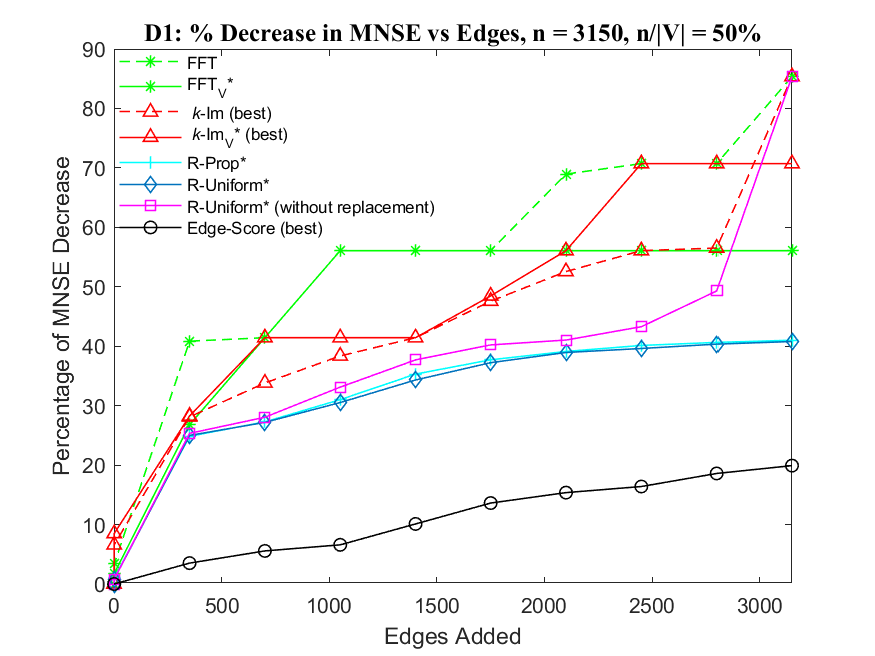 D1: % Decrease in MNSE vs Edges, n = 3150, n/|V| = 50%
Percentage of MNSE Decrease
90
80
70
60
50
40
30
20
10
0
FFT
FFT_V*
k-Im (best)
k-Im_V* (best)
R-Prop*
R-Uniform*
R-Uniform* (without replacement)
Edge-Score (best)
0 500 1000 1500 2000 2500 3000
Edges Added